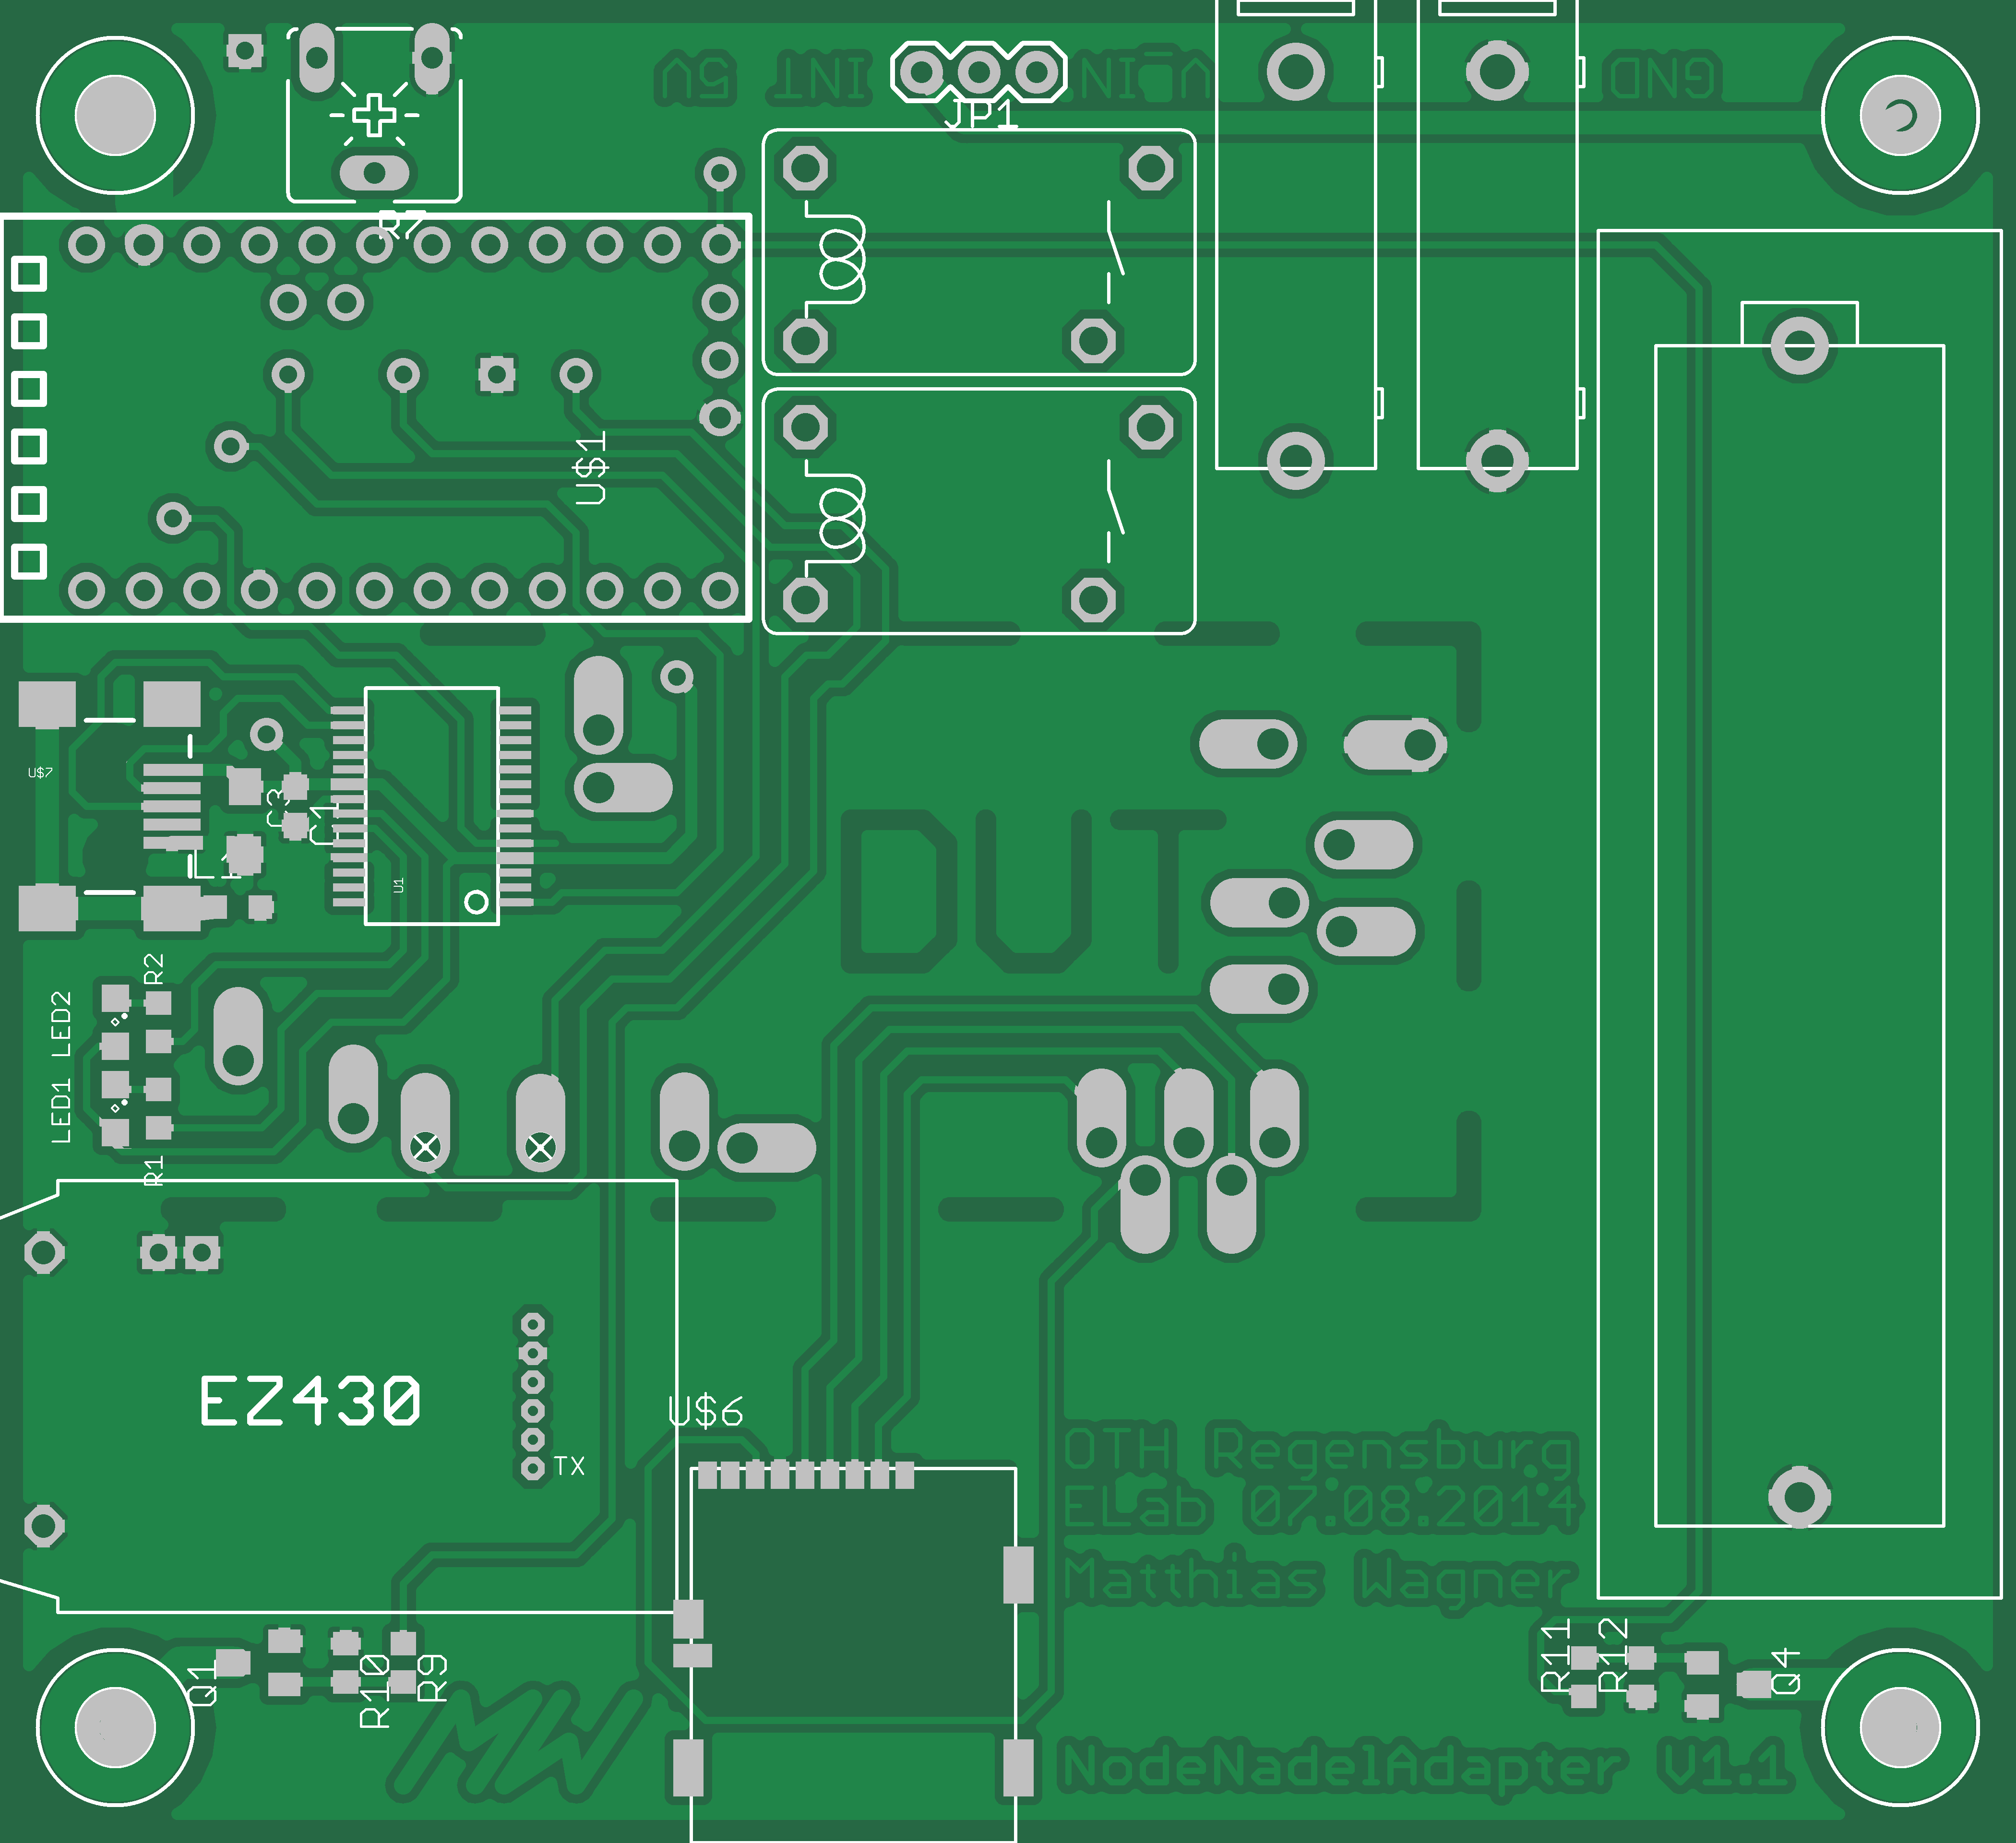 5V INT
V_IN
GND
JP1
R7
U$1
U$7
C3
C1
L1
U1
DUT
R2
LED2
LED1
R1
EZ430
TX
U$6
OTH Regensburg
ELab 07.08.2014
Matthias Wagner
Q1
R10
R9
R11
R12
Q4
MW
NodeNadelAdapter V1.1